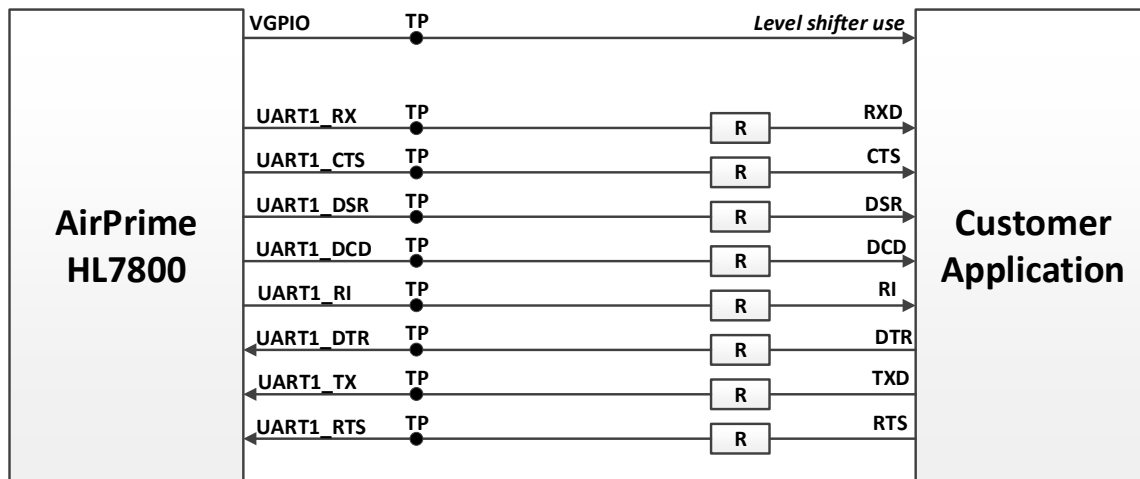 VGPIO TP Level shifter use
UART1_RX TP R RXD
UART1_CTS TP R CTS
UART1_DSR TP R DSR
AirPrime
HL7800
UART1_DCD TP R DCD
Customer
Application
UART1_RI TP R RI
UART1_DTR TP R DTR
UART1_TX TP R TXD
UART1_RTS TP R RTS